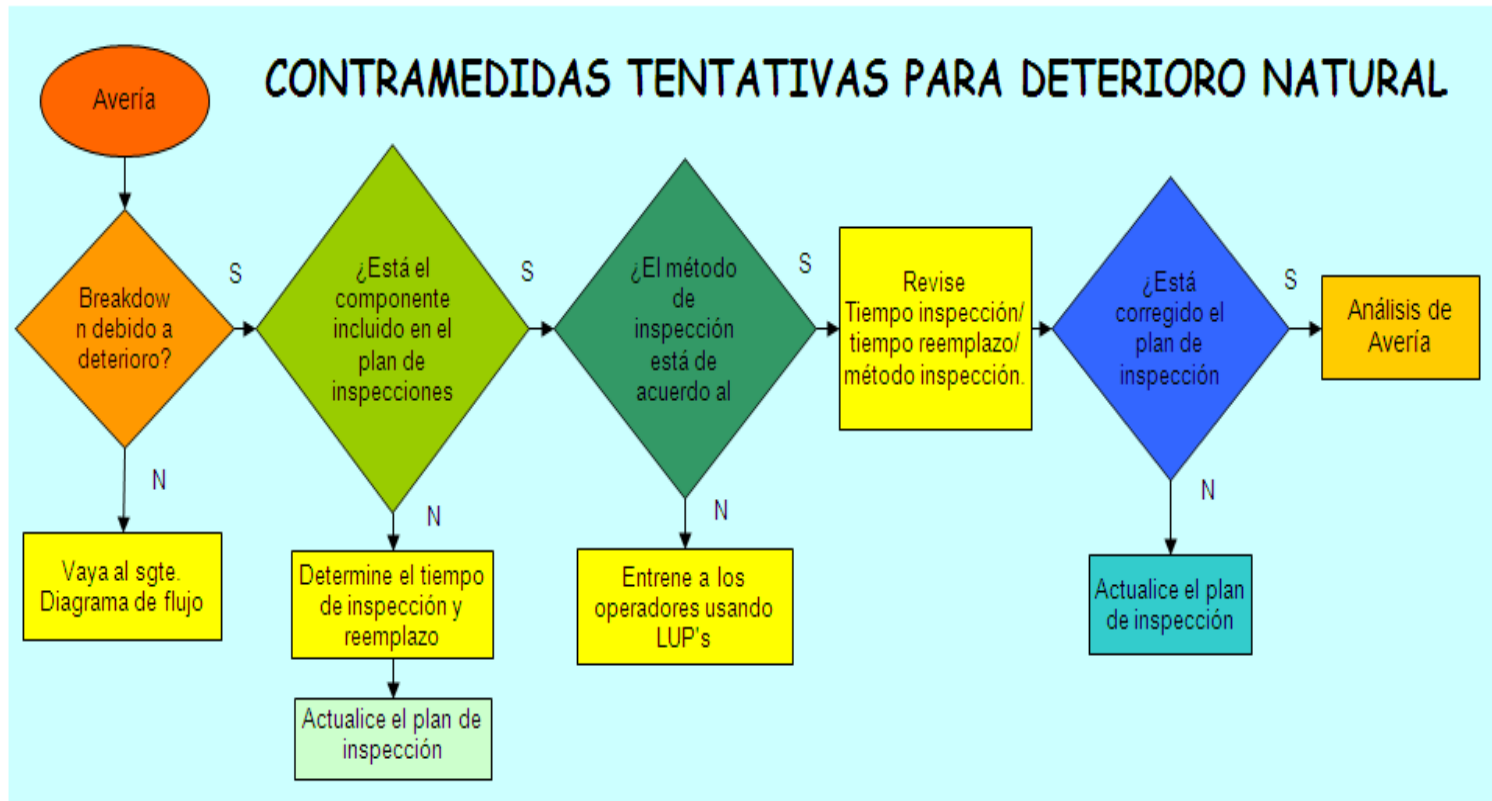 CONTRAMEDIDAS TENTATIVAS PARA DETERIORO NATURAL
Avería
Breakdow
n debido a
deterioro?
S
N
Vaya al sgte.
Diagrama de flujo
¿Está el
componente
incluido en el
plan de
inspecciones
S
N
Determine el tiempo
de inspección y
reemplazo
Actualice el plan de
inspección
¿El método
de
inspección
está de
acuerdo al
S
N
Entrene a los
operadores usando
LUP's
Revise
Tiempo inspección/
tiempo reemplazo/
método inspección.
¿Está
corregido el
plan de
inspección
S
N
Actualice el plan
de inspección
Análisis de
Avería